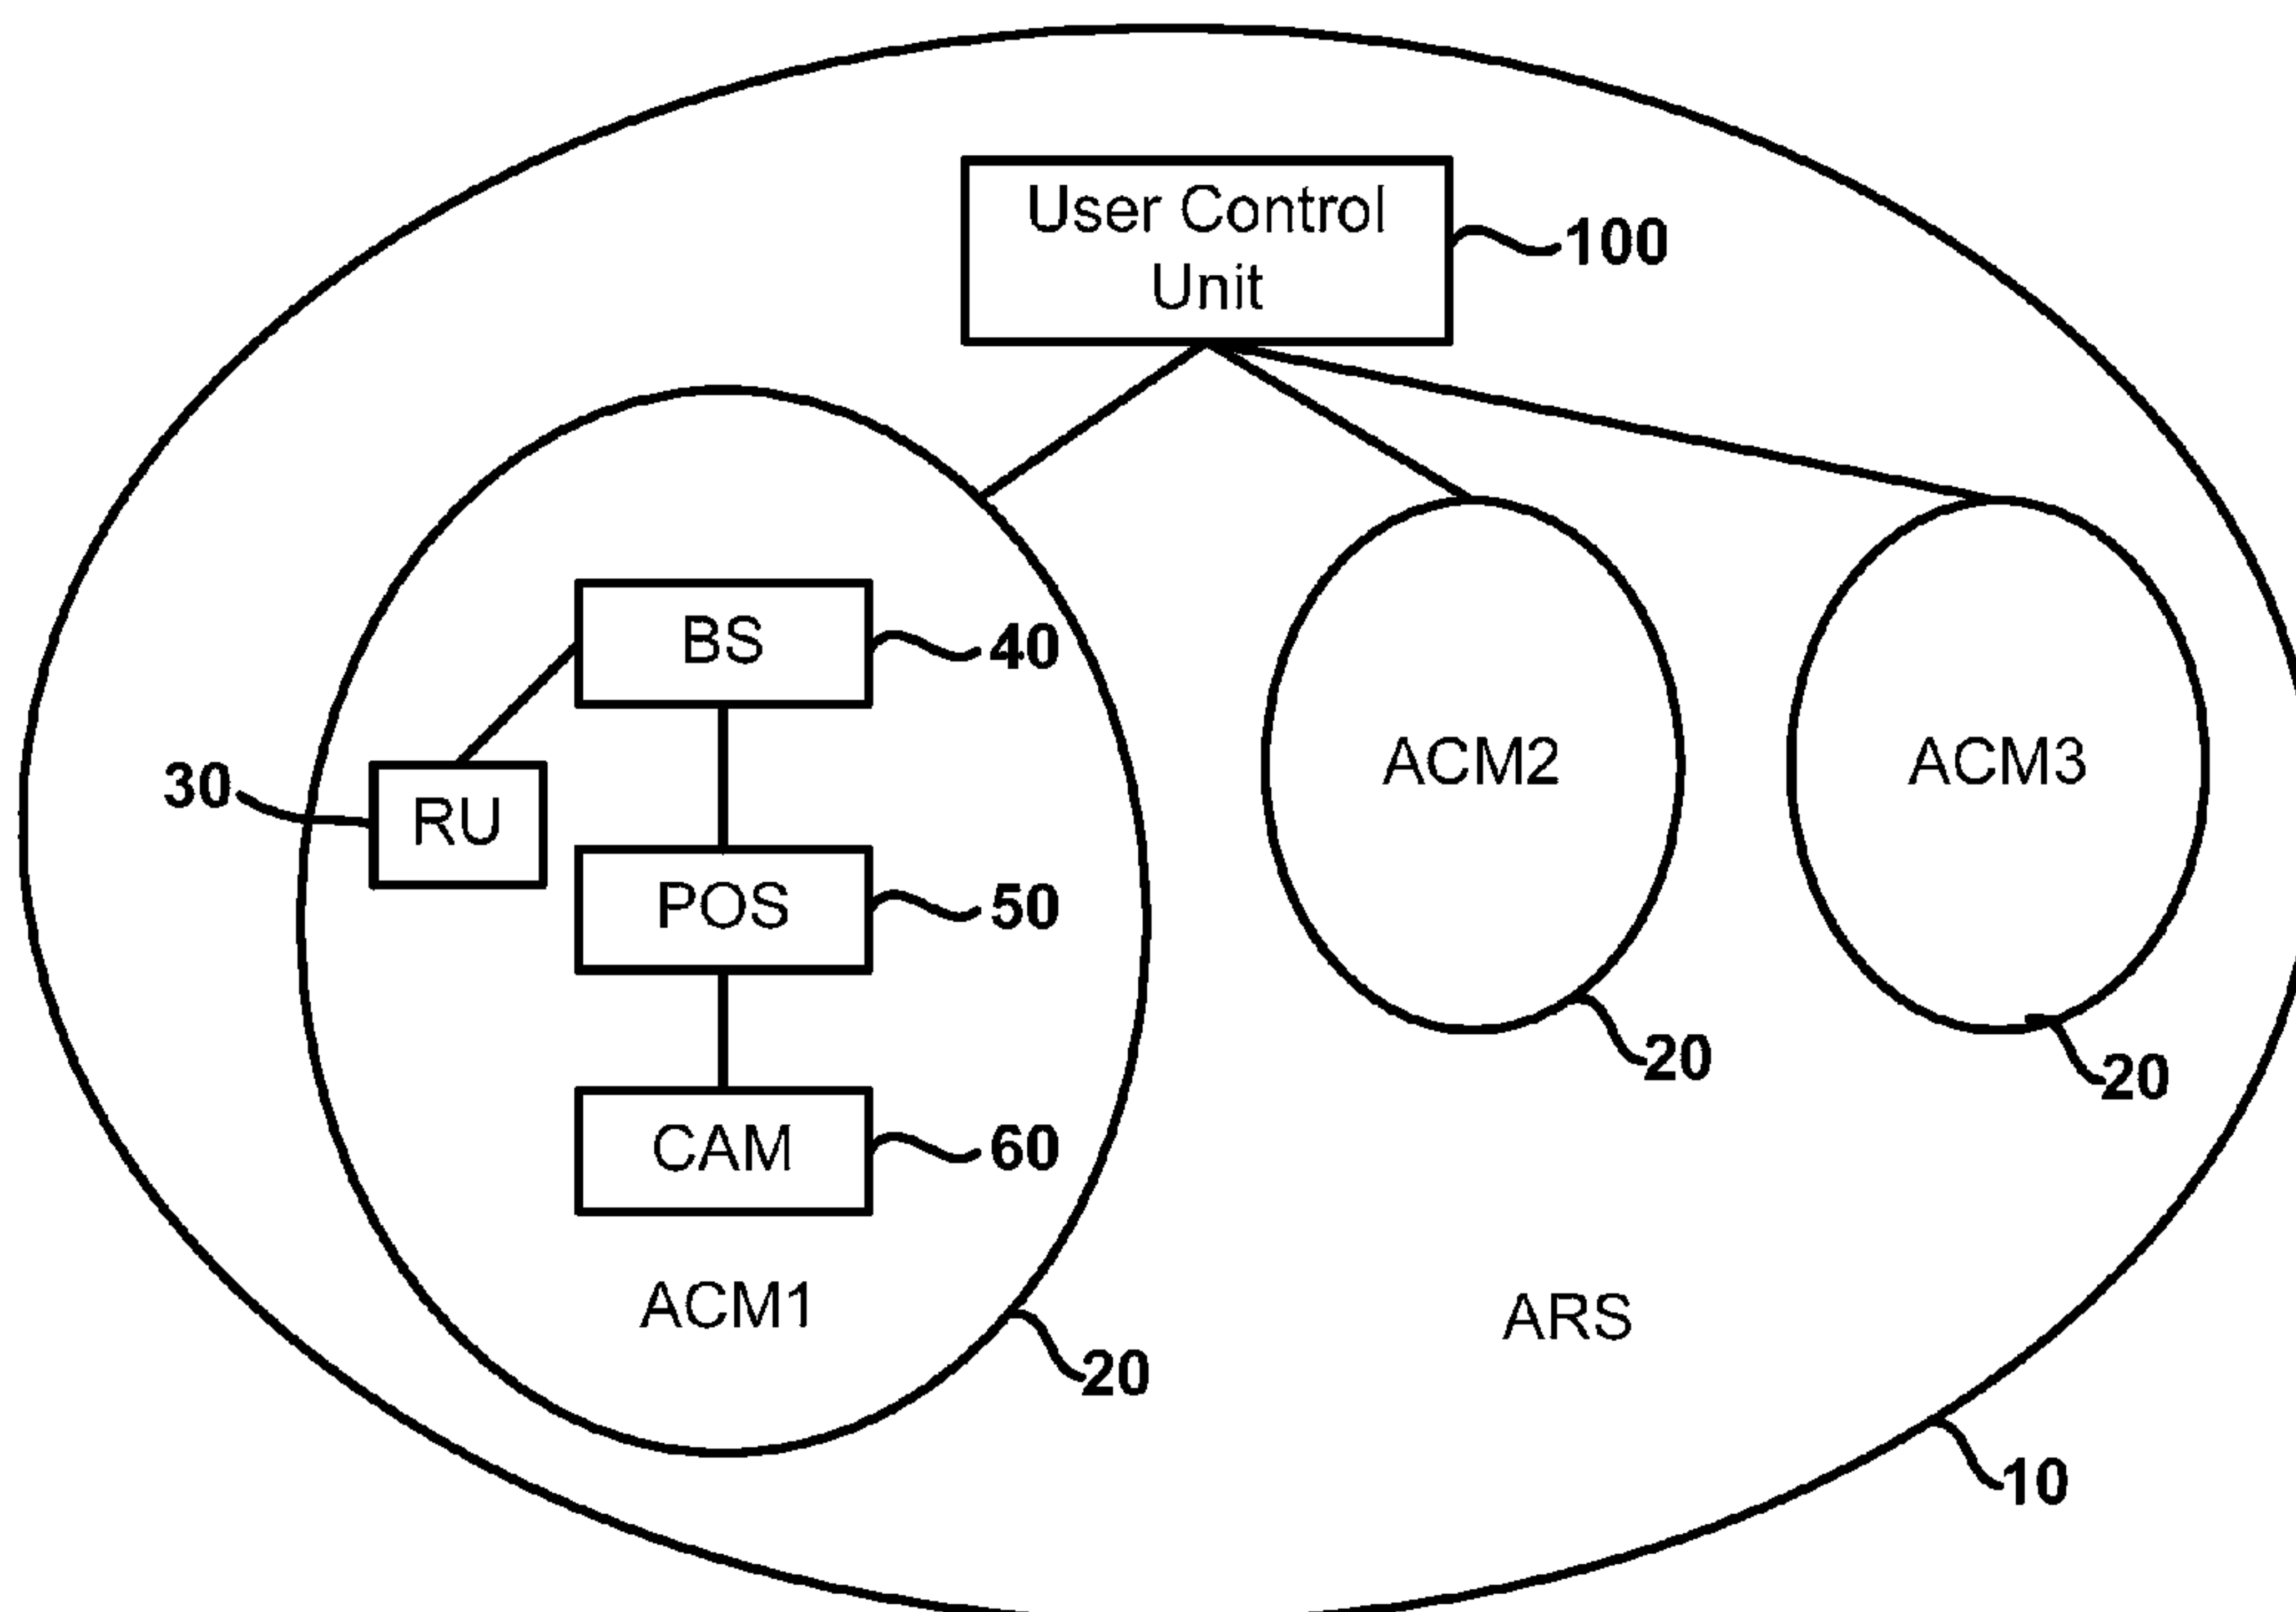 User Control
Unit
100
BS
40
30
RU
ACM2
ACM3
POS
50
20
20
CAM
60
ACM1
ARS
20
10